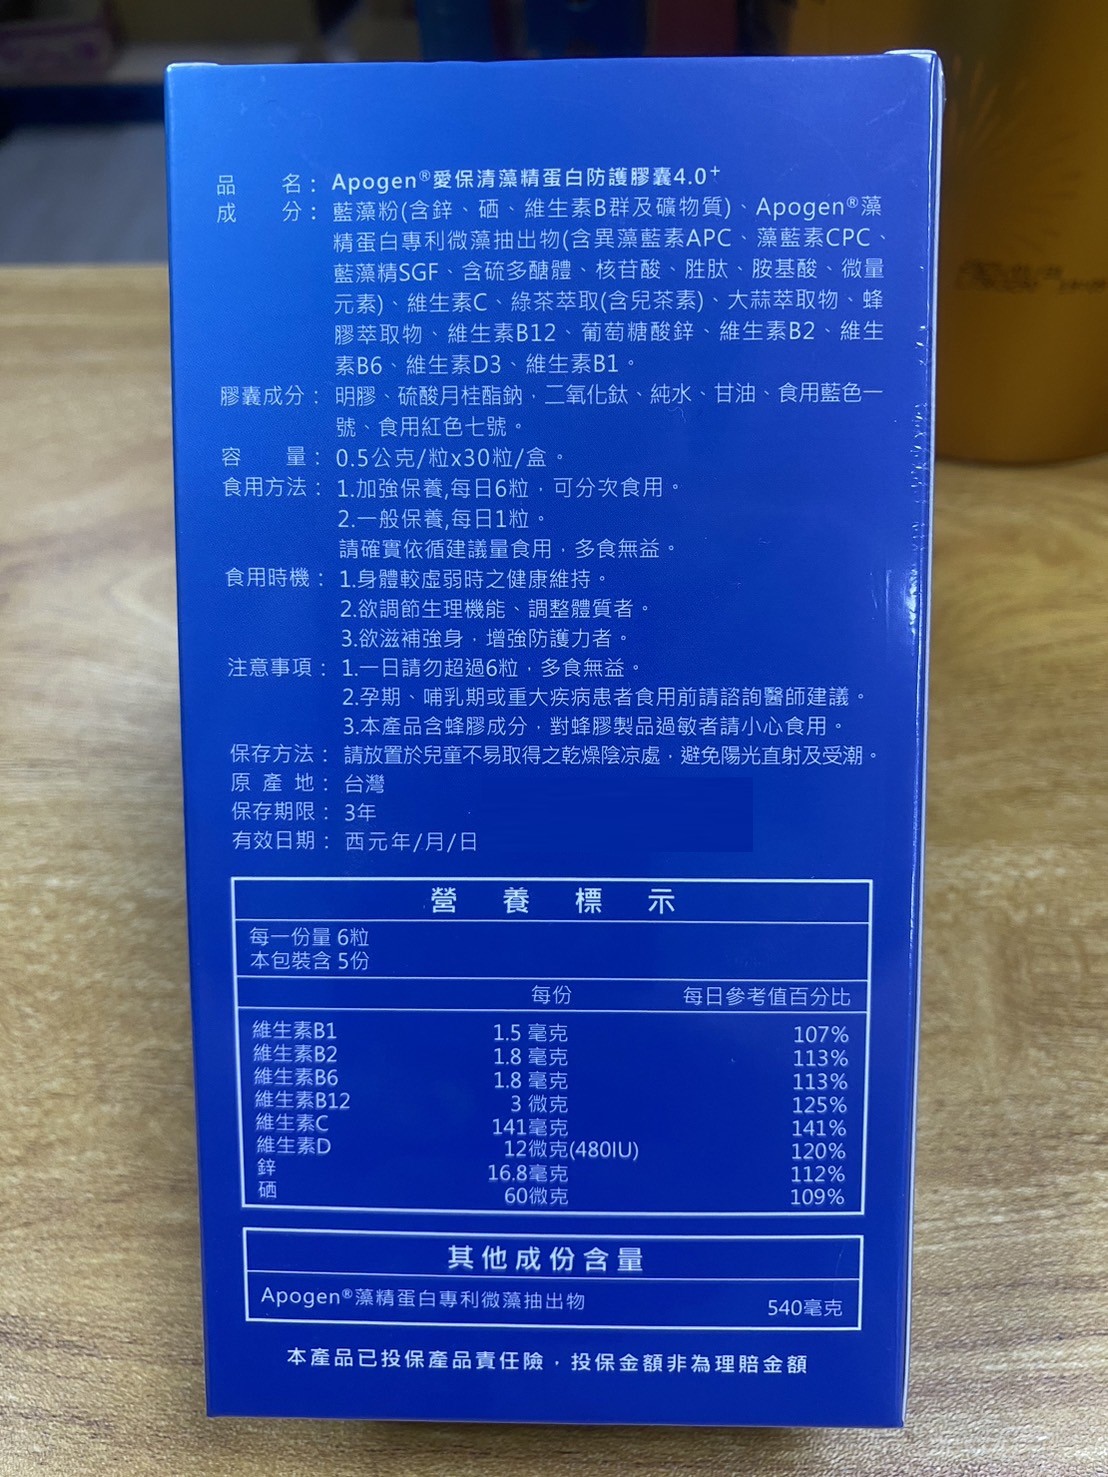 品名：Apogen®愛保清藻精蛋白防護膠囊4.0⁺
成分：藍藻粉(含鋅、硒、維生素B群及礦物質)、Apogen®藻
精蛋白專利微藻抽出物(含異藻藍素APC、藻藍素CPC、
藍藻精SGF、含硫多醣體、核苷酸、胜肽、胺基酸、微量
元素)、維生素C、綠茶萃取(含兒茶素)、大蒜萃取物、蜂
膠萃取物、維生素B12、葡萄糖酸鋅、維生素B2、維生
素B6、維生素D3、維生素B1。
膠囊成分：明膠、硫酸月桂酯鈉，二氧化鈦、純水、甘油、食用藍色一
號、食用紅色七號。
容量：0.5公克/粒x30粒/盒。
食用方法：1.加強保養,每日6粒，可分次食用。
2.一般保養,每日1粒。
請確實依循建議量食用，多食無益。
食用時機：1.身體較虛弱時之健康維持。
2.欲調節生理機能、調整體質者。
3.欲滋補強身，增強防護力者。
注意事項：1.一日請勿超過6粒，多食無益。
2.孕期、哺乳期或重大疾病患者食用前請諮詢醫師建議。
3.本產品含蜂膠成分，對蜂膠製品過敏者請小心食用。
保存方法：請放置於兒童不易取得之乾燥陰凉處，避免陽光直射及受潮。
原產地：台灣
保存期限：3年
有效日期：西元年/月/日
營養標示
每一份量 6粒
本包裝含 5份
每份 每日參考值百分比
維生素B1 1.5 毫克 107%
維生素B2 1.8 毫克 113%
維生素B6 1.8 毫克 113%
維生素B12 3 微克 125%
維生素C 141毫克 141%
維生素D 12微克(480IU) 120%
鋅 16.8毫克 112%
硒 60微克 109%
其他成份含量
Apogen®藻精蛋白專利微藻抽出物 540毫克
本產品已投保產品責任險，投保金額非為理賠金額